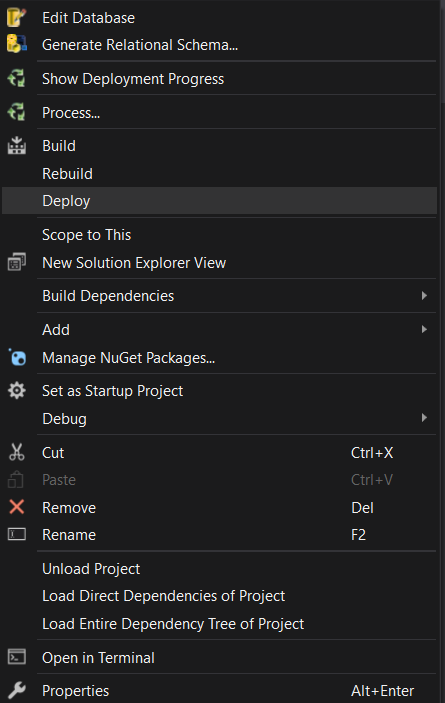 Edit Database
Generate Relational Schema...
Show Deployment Progress
Process...
Build
Rebuild
Deploy
Scope to This
New Solution Explorer View
Build Dependencies
Add
Manage NuGet Packages...
Set as Startup Project
Debug
Cut Ctrl+X
Paste Ctrl+V
Remove Del
Rename F2
Unload Project
Load Direct Dependencies of Project
Load Entire Dependency Tree of Project
Open in Terminal
Properties Alt+Enter